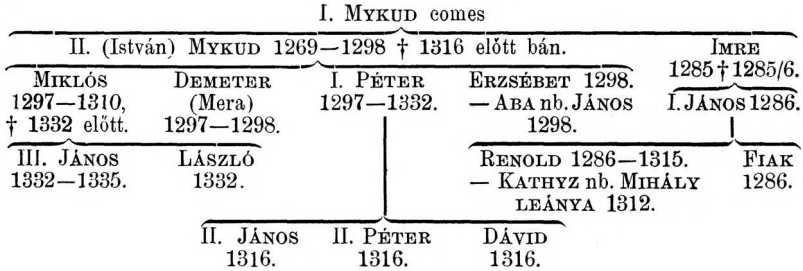 I. MYKUD comes
II. (István) MYKUD 1269—1298 † 1316 előtt bán.
IMRE
1285 † 1285/6.
MIKLÓS
1297—1310,
† 1332 előtt.
DEMETER
(Mera)
1297—1298.
I. PÉTER
1297—1332.
ERZSÉBET 1298.
— ABA nb. JÁNOS
1298.
I. JÁNOS 1286.
III. JÁNOS
1332—1335.
LÁSZLÓ
1332.
RENOLD 1286—1315.
— KATHYZ nb. MIHÁLY
LEÁNYA 1312.
FIAK
1286.
II. JÁNOS
1316.
II. PÉTER
1316.
DÁVID
1316.